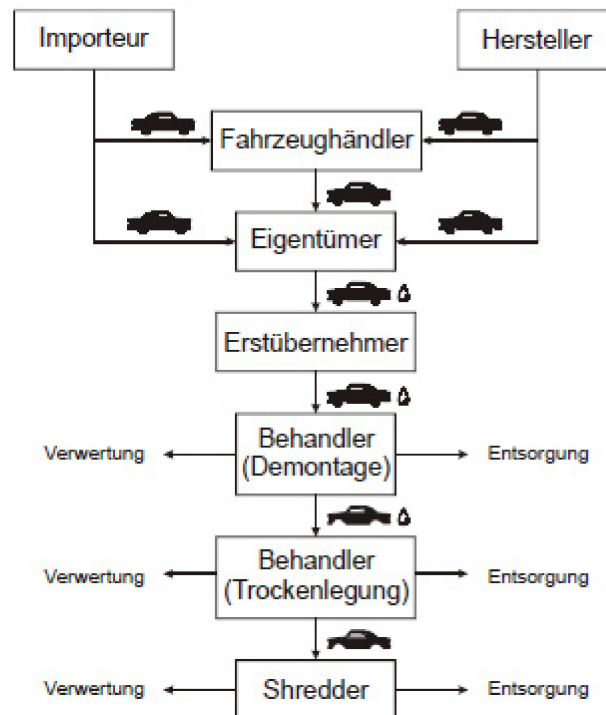 Importeur
Hersteller
Fahrzeughändler
Eigentümer
Erstübernehmer
Behandler
(Demontage)
Verwertung
Entsorgung
Behandler
(Trockenlegung)
Verwertung
Entsorgung
Verwertung
Shredder
Entsorgung